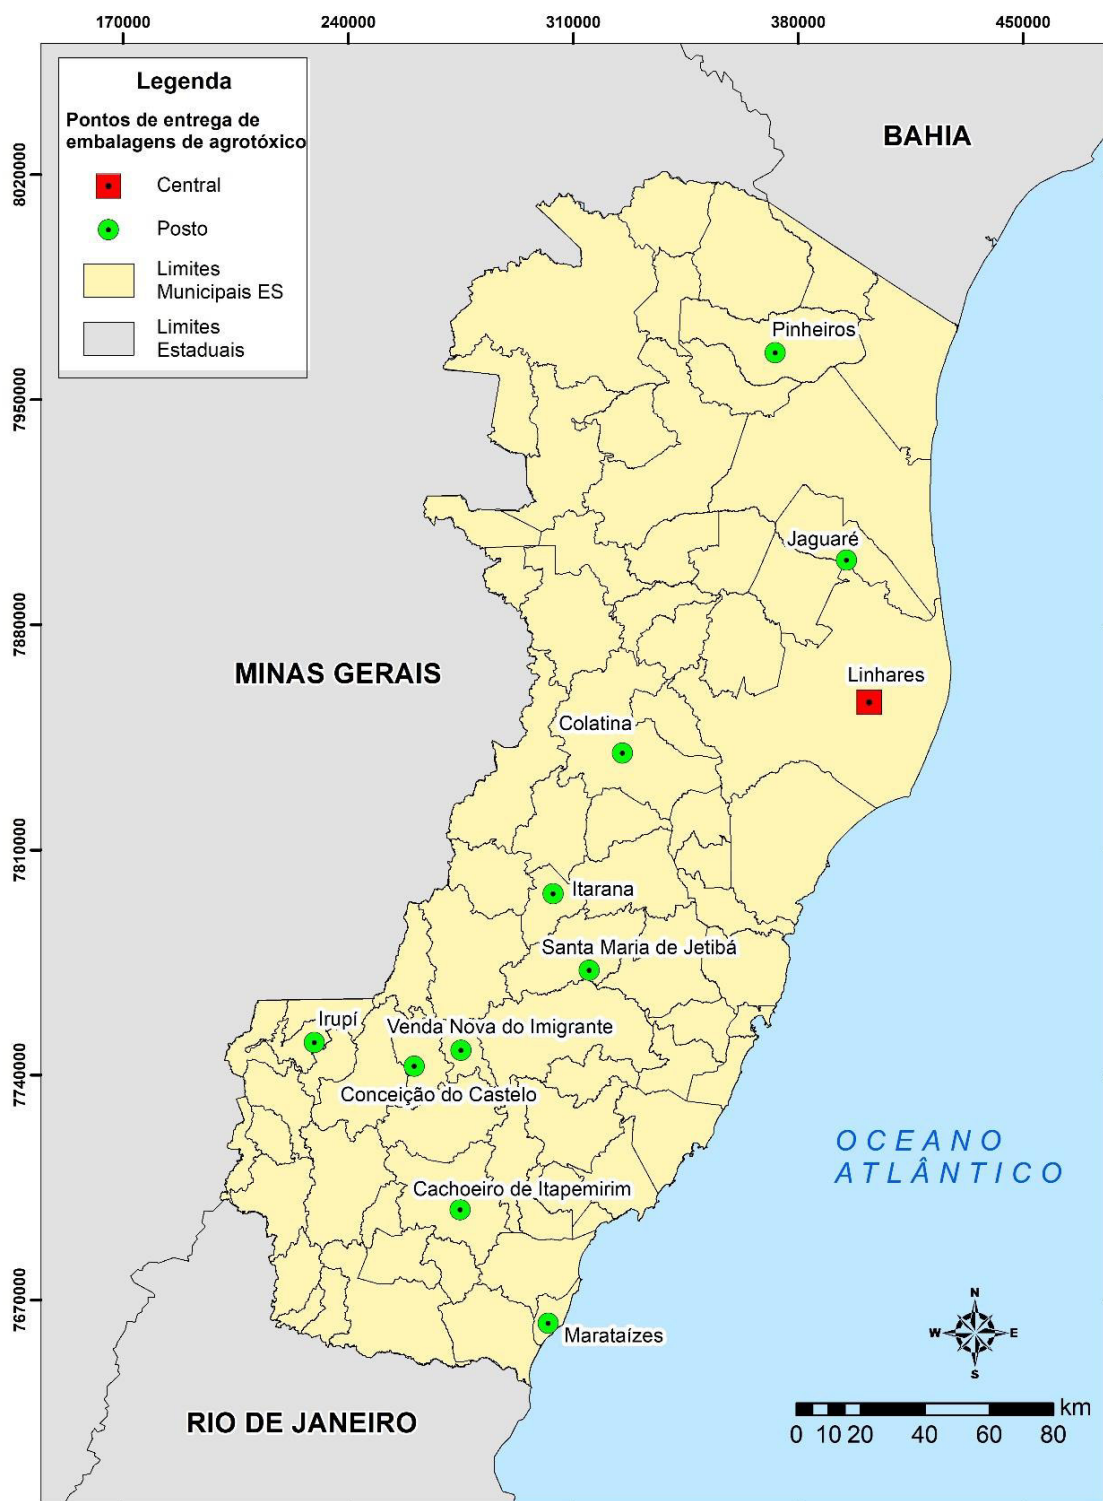 170000 240000 310000 380000 450000
Legenda
Pontos de entrega de
embalagens de agrotóxico
Central
Posto
Limites
Municipais ES
Limites
Estaduais
BAHIA
8020000
Pinheiros
7950000
Jaguaré
7880000
MINAS GERAIS
Linhares
Colatina
7810000
Itarana
Santa Maria de Jetibá
Irupí
Venda Nova do Imigrante
7740000
Conceição do Castelo
OCEANO
ATLÂNTICO
Cachoeiro de Itapemirim
7670000
Marataízes
N
W E
S
RIO DE JANEIRO
km
0 10 20 40 60 80